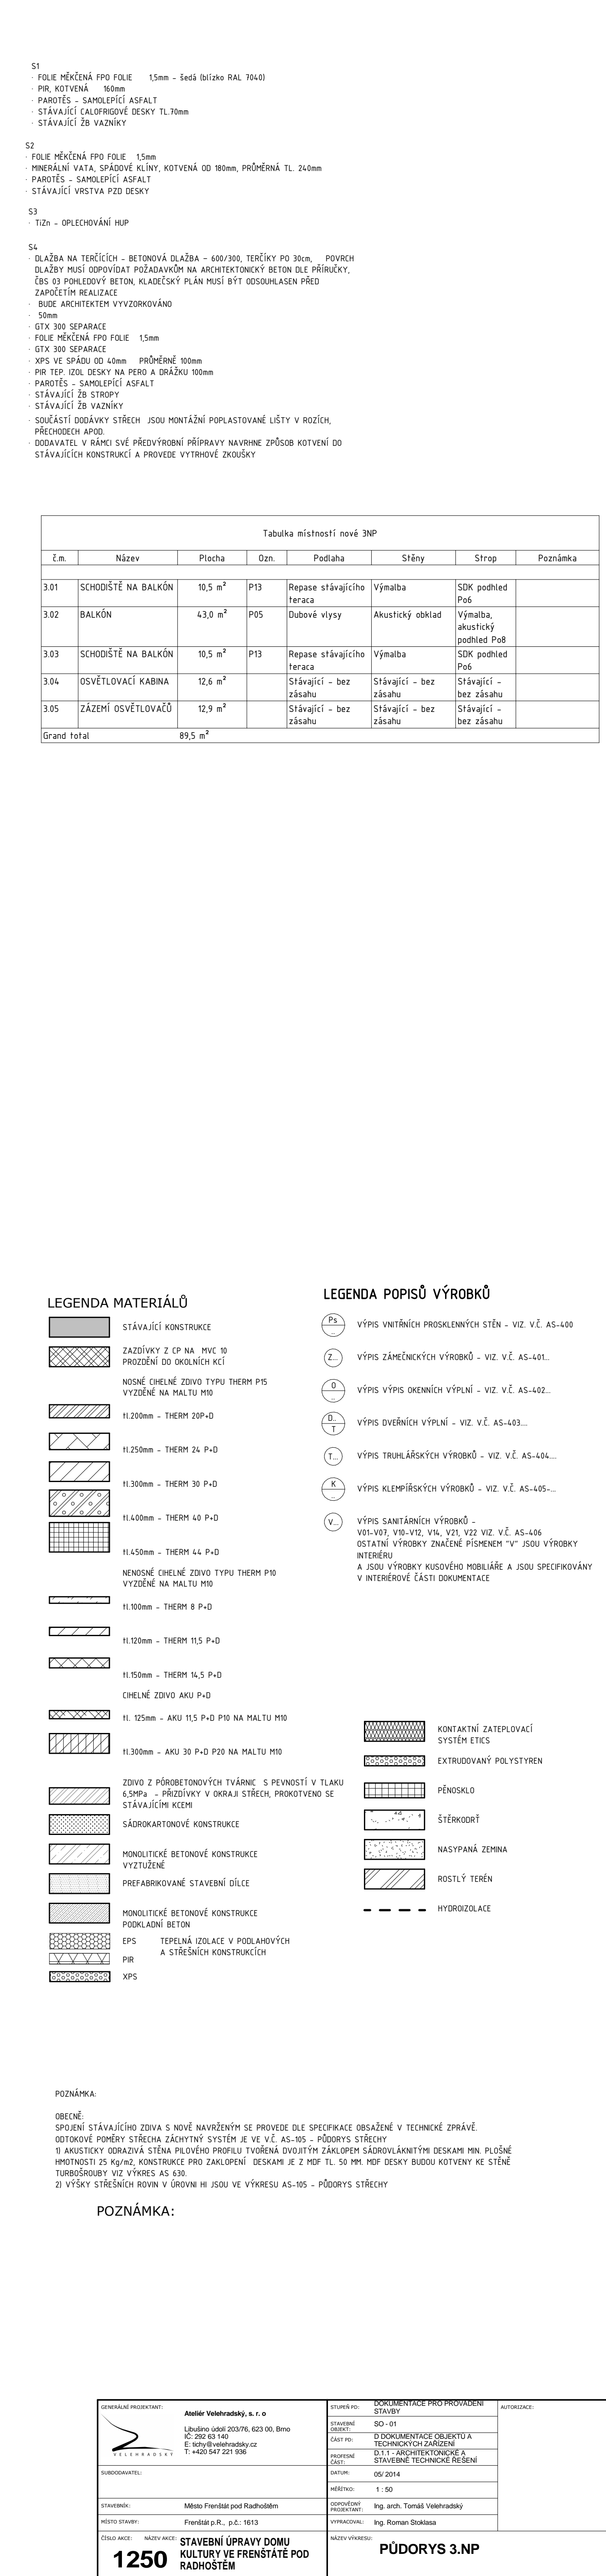 S1
· FOLIE MĚKČENÁ FPO FOLIE 1,5mm – šedá (blízko RAL 7040)
· PIR, KOTVENÁ 160mm
· PAROTĚS – SAMOLEPÍCÍ ASFALT
· STÁVAJÍCÍ CALOFRIGOVÉ DESKY TL.70mm
· STÁVAJÍCÍ ŽB VAZNÍKY
S2
· FOLIE MĚKČENÁ FPO FOLIE 1,5mm
· MINERÁLNÍ VATA, SPÁDOVÉ KLÍNY, KOTVENÁ OD 180mm, PRŮMĚRNÁ TL. 240mm
· PAROTĚS – SAMOLEPÍCÍ ASFALT
· STÁVAJÍCÍ VRSTVA PZD DESKY
S3
· TiZn – OPLECHOVÁNÍ HUP
S4
· DLAŽBA NA TERČÍCÍCH – BETONOVÁ DLAŽBA – 600/300, TERČÍKY PO 30cm, POVRCH
DLAŽBY MUSÍ ODPOVÍDAT POŽADAVKŮM NA ARCHITEKTONICKÝ BETON DLE PŘÍRUČKY,
ČBS 03 POHLEDOVÝ BETON, KLADEČSKÝ PLÁN MUSÍ BÝT ODSOUHLASEN PŘED
ZAPOČETÍM REALIZACE
· BUDE ARCHITEKTEM VYVZORKOVÁNO
· 50mm
· GTX 300 SEPARACE
· FOLIE MĚKČENÁ FPO FOLIE 1,5mm
· GTX 300 SEPARACE
· XPS VE SPÁDU OD 40mm PRŮMĚRNĚ 100mm
· PIR TEP. IZOL DESKY NA PERO A DRÁŽKU 100mm
· PAROTĚS – SAMOLEPÍCÍ ASFALT
· STÁVAJÍCÍ ŽB STROPY
· STÁVAJÍCÍ ŽB VAZNÍKY
· SOUČÁSTÍ DODÁVKY STŘECH JSOU MONTÁŽNÍ POPLASTOVANÉ LIŠTY V ROZÍCH,
PŘECHODECH APOD.
· DODAVATEL V RÁMCI SVÉ PŘEDVÝROBNÍ PŘÍPRAVY NAVRHNE ZPŮSOB KOTVENÍ DO
STÁVAJÍCÍCH KONSTRUKCÍ A PROVEDE VYTRHOVÉ ZKOUŠKY
Tabulka místností nové 3NP
č.m. Název Plocha Ozn. Podlaha Stěny Strop Poznámka
3.01 SCHODIŠTĚ NA BALKÓN 10,5 m² P13 Repase stávajícího Výmalba SDK podhled
teraca Po6
3.02 BALKÓN 43,0 m² P05 Dubové vlysy Akustický obklad Výmalba,
akustický
podhled Po8
3.03 SCHODIŠTĚ NA BALKÓN 10,5 m² P13 Repase stávajícího Výmalba SDK podhled
teraca Po6
3.04 OSVĚTLOVACÍ KABINA 12,6 m² Stávající – bez Stávající – bez Stávající –
zásahu zásahu bez zásahu
3.05 ZÁZEMÍ OSVĚTLOVAČŮ 12,9 m² Stávající – bez Stávající – bez Stávající –
zásahu zásahu bez zásahu
Grand total 89,5 m²
LEGENDA MATERIÁLŮ
STÁVAJÍCÍ KONSTRUKCE
ZAZDÍVKY Z CP NA MVC 10
PROZDĚNÍ DO OKOLNÍCH KCÍ
NOSNÉ CIHELNÉ ZDIVO TYPU THERM P15
VYZDĚNÉ NA MALTU M10
tl.200mm – THERM 20P+D
tl.250mm – THERM 24 P+D
tl.300mm – THERM 30 P+D
tl.400mm – THERM 40 P+D
tl.450mm – THERM 44 P+D
NENOSNÉ CIHELNÉ ZDIVO TYPU THERM P10
VYZDĚNÉ NA MALTU M10
tl.100mm – THERM 8 P+D
tl.120mm – THERM 11,5 P+D
tl.150mm – THERM 14,5 P+D
CIHELNÉ ZDIVO AKU P+D
tl. 125mm – AKU 11,5 P+D P10 NA MALTU M10
tl.300mm – AKU 30 P+D P20 NA MALTU M10
ZDIVO Z PÓROBETONOVÝCH TVÁRNIC S PEVNOSTÍ V TLAKU
6,5MPa – PŘIZDÍVKY V OKRAJI STŘECH, PROKOTVENO SE
STÁVAJÍCÍMI KCEMI
SÁDROKARTONOVÉ KONSTRUKCE
MONOLITICKÉ BETONOVÉ KONSTRUKCE
VYZTUŽENÉ
PREFABRIKOVANÉ STAVEBNÍ DÍLCE
MONOLITICKÉ BETONOVÉ KONSTRUKCE
PODKLADNÍ BETON
EPS TEPELNÁ IZOLACE V PODLAHOVÝCH
A STŘEŠNÍCH KONSTRUKCÍCH
PIR
XPS
LEGENDA POPISŮ VÝROBKŮ
Ps
..
VÝPIS VNITŘNÍCH PROSKLENNÝCH STĚN – VIZ. V.Č. AS-400
Z... VÝPIS ZÁMEČNICKÝCH VÝROBKŮ – VIZ. V.Č. AS-401...
O
..
VÝPIS VÝPIS OKENNÍCH VÝPLNÍ – VIZ. V.Č. AS-402...
D..
T
VÝPIS DVEŘNÍCH VÝPLNÍ – VIZ. V.Č. AS-403....
T... VÝPIS TRUHLÁŘSKÝCH VÝROBKŮ – VIZ. V.Č. AS-404....
K
..
VÝPIS KLEMPÍŘSKÝCH VÝROBKŮ – VIZ. V.Č. AS-405-...
V... VÝPIS SANITÁRNÍCH VÝROBKŮ –
V01-V07, V10-V12, V14, V21, V22 VIZ. V.Č. AS-406
OSTATNÍ VÝROBKY ZNAČENÉ PÍSMENEM "V" JSOU VÝROBKY
INTERIÉRU
A JSOU VÝROBKY KUSOVÉHO MOBILIÁŘE A JSOU SPECIFIKOVÁNY
V INTERIÉROVÉ ČÁSTI DOKUMENTACE
KONTAKTNÍ ZATEPLOVACÍ
SYSTÉM ETICS
EXTRUDOVANÝ POLYSTYREN
PĚNOSKLO
ŠTĚRKODRŤ
NASYPANÁ ZEMINA
ROSTLÝ TERÉN
HYDROIZOLACE
POZNÁMKA:
OBECNĚ:
SPOJENÍ STÁVAJÍCÍHO ZDIVA S NOVĚ NAVRŽENÝM SE PROVEDE DLE SPECIFIKACE OBSAŽENÉ V TECHNICKÉ ZPRÁVĚ.
ODTOKOVÉ POMĚRY STŘECHA ZÁCHYTNÝ SYSTÉM JE VE V.Č. AS-105 – PŮDORYS STŘECHY
1) AKUSTICKY ODRAZIVÁ STĚNA PILOVÉHO PROFILU TVOŘENÁ DVOJITÝM ZÁKLOPEM SÁDROVLÁKNITÝMI DESKAMI MIN. PLOŠNÉ
HMOTNOSTI 25 Kg/m2, KONSTRUKCE PRO ZAKLOPENÍ DESKAMI JE Z MDF TL. 50 MM. MDF DESKY BUDOU KOTVENY KE STĚNĚ
TURBOŠROUBY VIZ VÝKRES AS 630.
2) VÝŠKY STŘEŠNÍCH ROVIN V ÚROVNI HI JSOU VE VÝKRESU AS-105 – PŮDORYS STŘECHY
POZNÁMKA:
GENERÁLNÍ PROJEKTANT:
VELEHRADSKÝ
Ateliér Velehradský, s. r. o
Libušino údolí 203/76, 623 00, Brno
IČ: 292 63 140
E: tichy@velehradsky.cz
T: +420 547 221 936
SUBDODAVATEL:
STAVEBNÍK: Město Frenštát pod Radhoštěm
MÍSTO STAVBY: Frenštát p.R., p.č.: 1613
ČÍSLO AKCE: NÁZEV AKCE:
1250
STAVEBNÍ ÚPRAVY DOMU
KULTURY VE FRENŠTÁTĚ POD
RADHOŠTĚM
STUPEŇ PD: DOKUMENTACE PRO PROVÁDĚNÍ
STAVBY
STAVEBNÍ OBJEKT: SO - 01
ČÁST PD: D DOKUMENTACE OBJEKTŮ A
TECHNICKÝCH ZAŘÍZENÍ
PROFESNÍ ČÁST: D.1.1 - ARCHITEKTONICKÉ A
STAVEBNĚ TECHNICKÉ ŘEŠENÍ
DATUM: 05/ 2014
MĚŘÍTKO: 1 : 50
ODPOVĚDNÝ PROJEKTANT: Ing. arch. Tomáš Velehradský
VYPRACOVAL: Ing. Roman Stoklasa
AUTORIZACE:
NÁZEV VÝKRESU:
PŮDORYS 3.NP